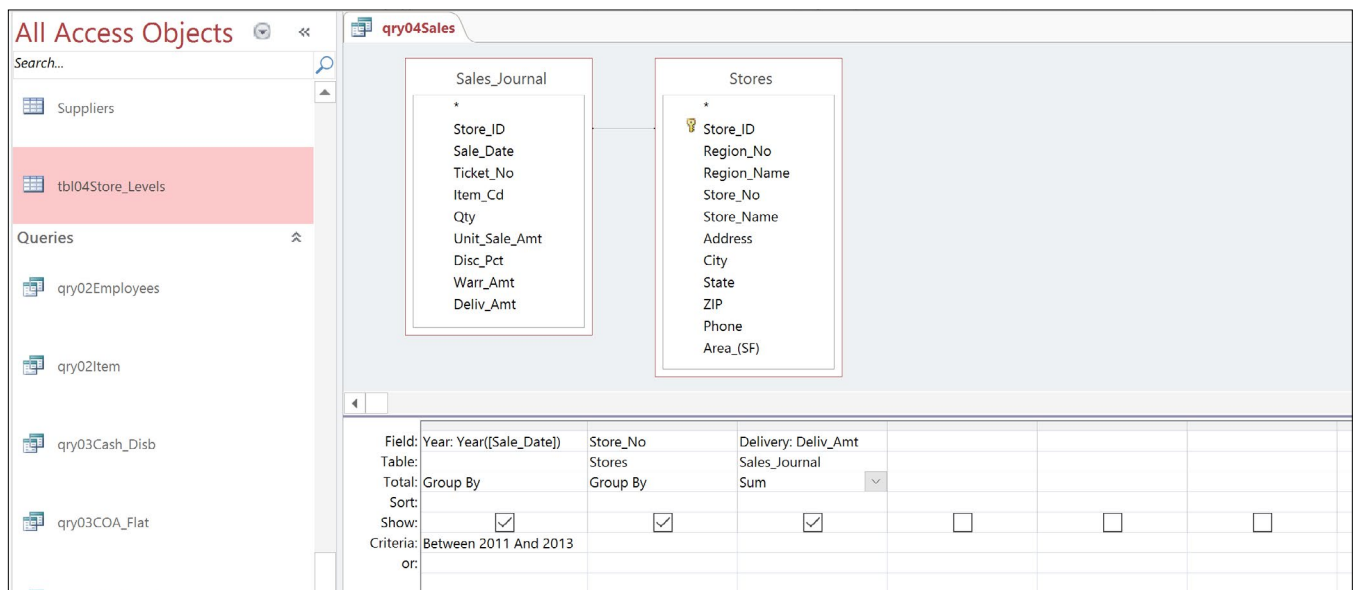 All Access Objects
Search...
Suppliers
tbl04Store_Levels
Queries
qry02Employees
qry02Item
qry03Cash_Disb
qry03COA_Flat
qry04Sales
Sales_Journal
*
Store_ID
Sale_Date
Ticket_No
Item_Cd
Qty
Unit_Sale_Amt
Disc_Pct
Warr_Amt
Deliv_Amt
Stores
*
Store_ID
Region_No
Region_Name
Store_No
Store_Name
Address
City
State
ZIP
Phone
Area_(SF)
Field: Year: Year([Sale_Date]) Store_No Delivery: Deliv_Amt
Table: Stores Sales_Journal
Total: Group By Group By Sum
Sort:
Show:
Criteria: Between 2011 And 2013
or: